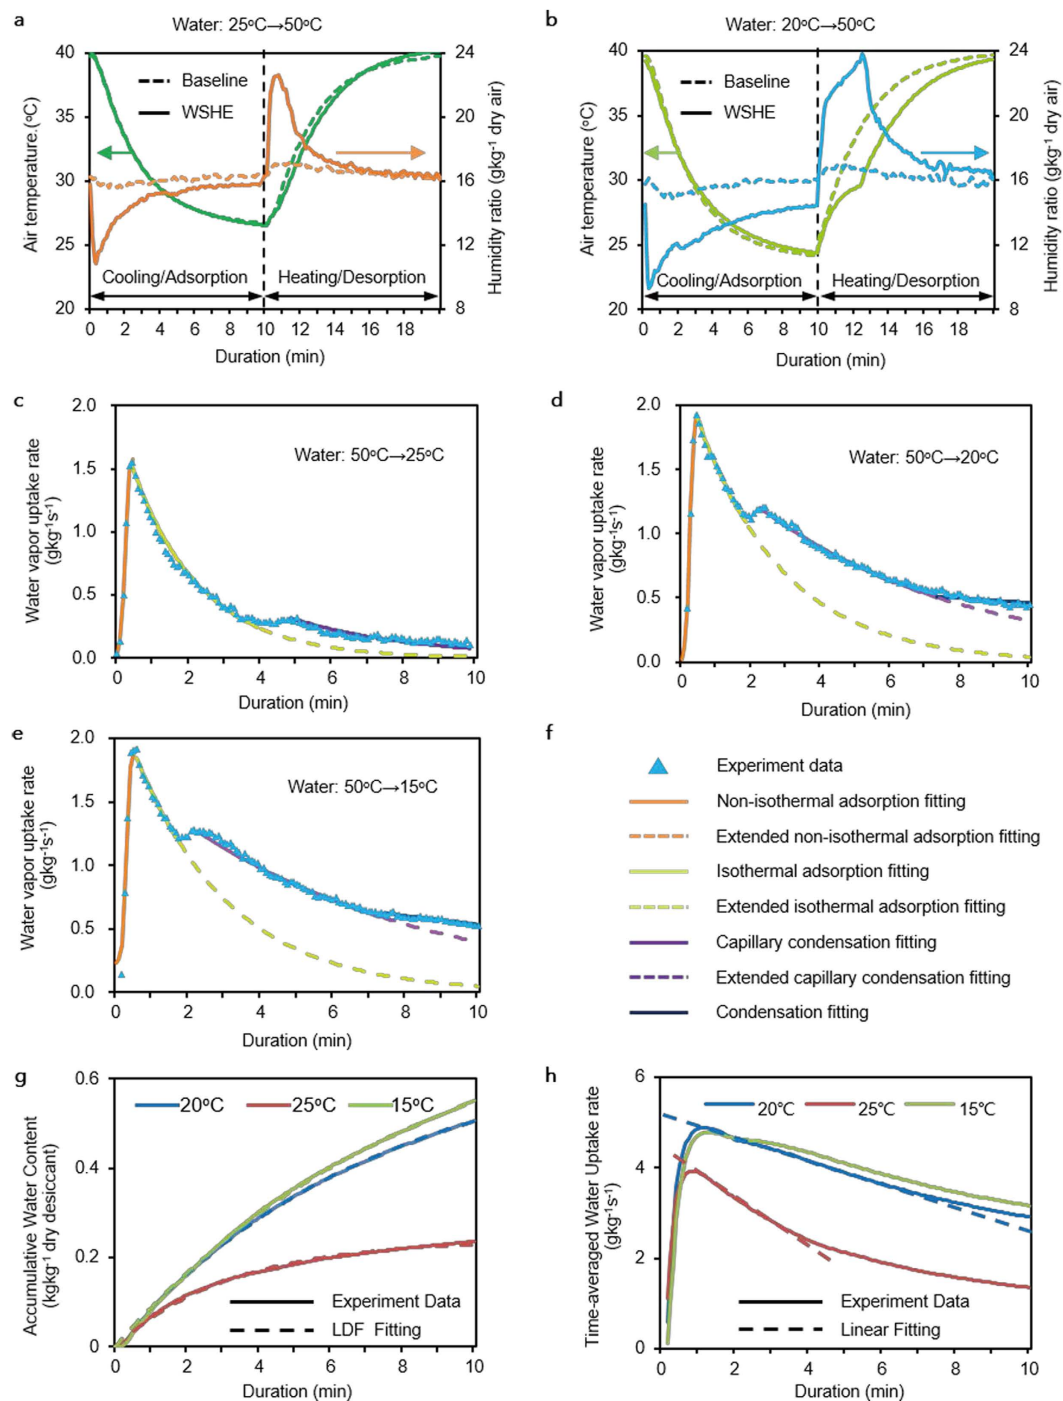 a
Water: 25°C→50°C
Air temperature.(°C)
40
35
30
25
20
Baseline
WSHE
Cooling/Adsorption
Heating/Desorption
24
20
16
12
8
Humidity ratio (gkg⁻¹ dry air)
0 2 4 6 8 10 12 14 16 18
Duration (min)
b
Water: 20°C→50°C
Air temperature (°C)
40
35
30
25
20
Baseline
WSHE
Cooling/Adsorption
Heating/Desorption
24
20
16
12
8
Humidity ratio (gkg⁻¹ dry air)
0 2 4 6 8 10 12 14 16 18
Duration (min)
c
Water vapor uptake rate
(gkg⁻¹s⁻¹)
2.0
1.5
1.0
0.5
0.0
Water: 50°C→25°C
0 2 4 6 8 10
Duration (min)
d
Water vapor uptake rate
(gkg⁻¹s⁻¹)
2.0
1.5
1.0
0.5
0.0
Water: 50°C→20°C
0 2 4 6 8 10
Duration (min)
e
Water vapor uptake rate
(gkg⁻¹s⁻¹)
2.0
1.5
1.0
0.5
0.0
Water: 50°C→15°C
0 2 4 6 8 10
Duration (min)
f
Experiment data
Non-isothermal adsorption fitting
Extended non-isothermal adsorption fitting
Isothermal adsorption fitting
Extended isothermal adsorption fitting
Capillary condensation fitting
Extended capillary condensation fitting
Condensation fitting
g
Accumulative Water Content
(kgkg⁻¹ dry desiccant)
0.6
0.4
0.2
0
20°C 25°C 15°C
Experiment Data
LDF Fitting
0 2 4 6 8 10
Duration (min)
h
Time-averaged Water Uptake rate
(gkg⁻¹s⁻¹)
6
4
2
0
20°C 25°C 15°C
Experiment Data
Linear Fitting
0 2 4 6 8 10
Duration (min)